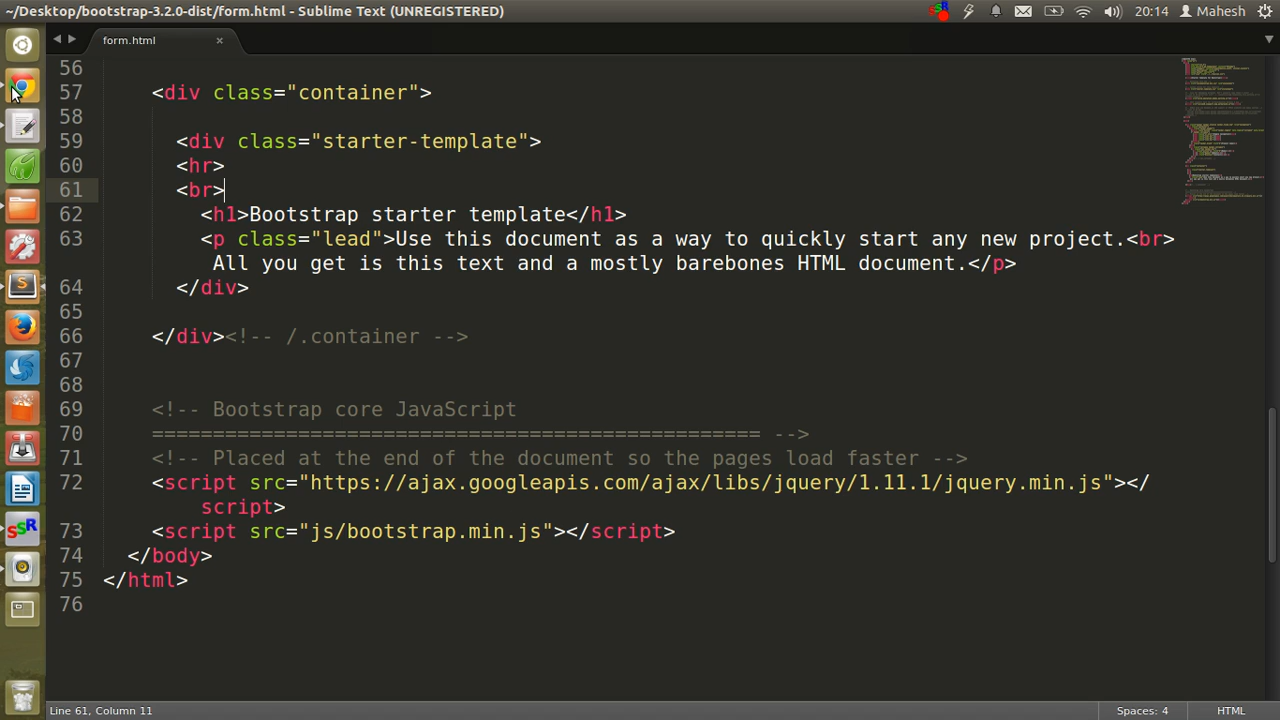 ~/Desktop/bootstrap-3.2.0-dist/form.html - Sublime Text (UNREGISTERED)
20:14 Mahesh
form.html ×
56
57 <div class="container">
58
59 <div class="starter-template">
60 <hr>
61 <br>
62 <h1>Bootstrap starter template</h1>
63 <p class="lead">Use this document as a way to quickly start any new project.<br>
All you get is this text and a mostly barebones HTML document.</p>
64 </div>
65
66 </div><!-- /.container -->
67
68
69 <!-- Bootstrap core JavaScript
70 ================================================== -->
71 <!-- Placed at the end of the document so the pages load faster -->
72 <script src="https://ajax.googleapis.com/ajax/libs/jquery/1.11.1/jquery.min.js"></
script>
73 <script src="js/bootstrap.min.js"></script>
74 </body>
75 </html>
76
Line 61, Column 11
Spaces: 4
HTML